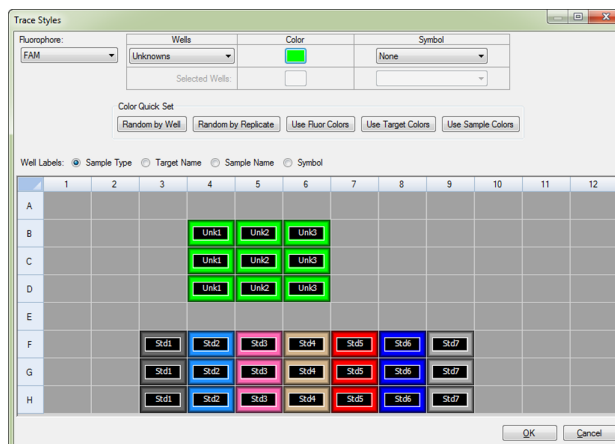 Trace Styles
Fluorophore:
FAM
Wells Color Symbol
Unknowns None
Selected Wells:
Color Quick Set
Random by Well Random by Replicate Use Fluor Colors Use Target Colors Use Sample Colors
Well Labels: Sample Type Target Name Sample Name Symbol
1 2 3 4 5 6 7 8 9 10 11 12
A
B Unk1 Unk2 Unk3
C Unk1 Unk2 Unk3
D Unk1 Unk2 Unk3
E
F Std1 Std2 Std3 Std4 Std5 Std6 Std7
G Std1 Std2 Std3 Std4 Std5 Std6 Std7
H Std1 Std2 Std3 Std4 Std5 Std6 Std7
OK Cancel